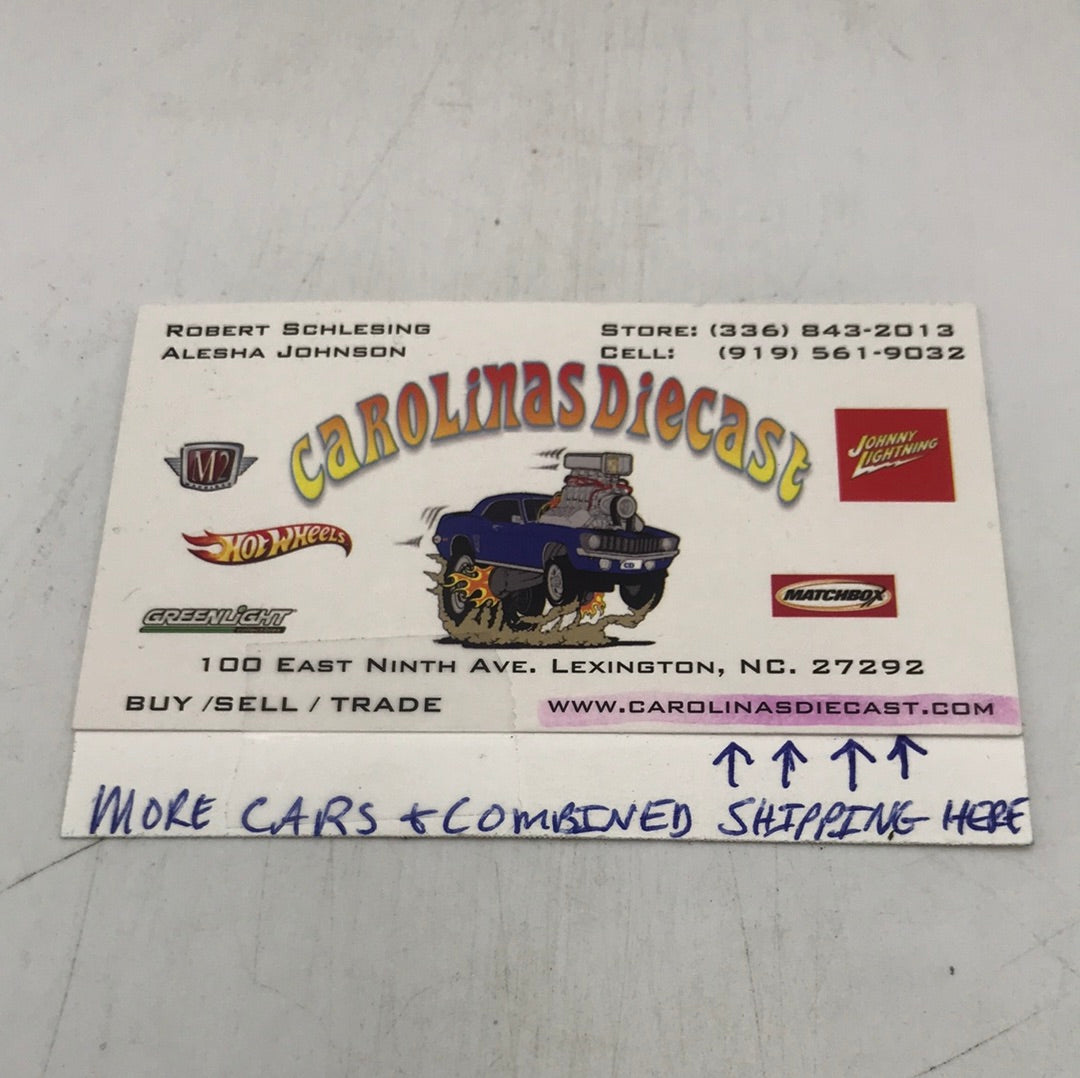 ROBERT SCHLESING
ALESHA JOHNSON
STORE: (336) 843-2013
CELL: (919) 561-9032
CAROLINAS DIECAST
M2
JOHNNY LIGHTNING
HOT WHEELS
MATCHBOX
GREENLIGHT
100 EAST NINTH AVE. LEXINGTON, NC. 27292
BUY /SELL / TRADE
WWW.CAROLINASDIECAST.COM
MORE CARS & COMBINED SHIPPING HERE